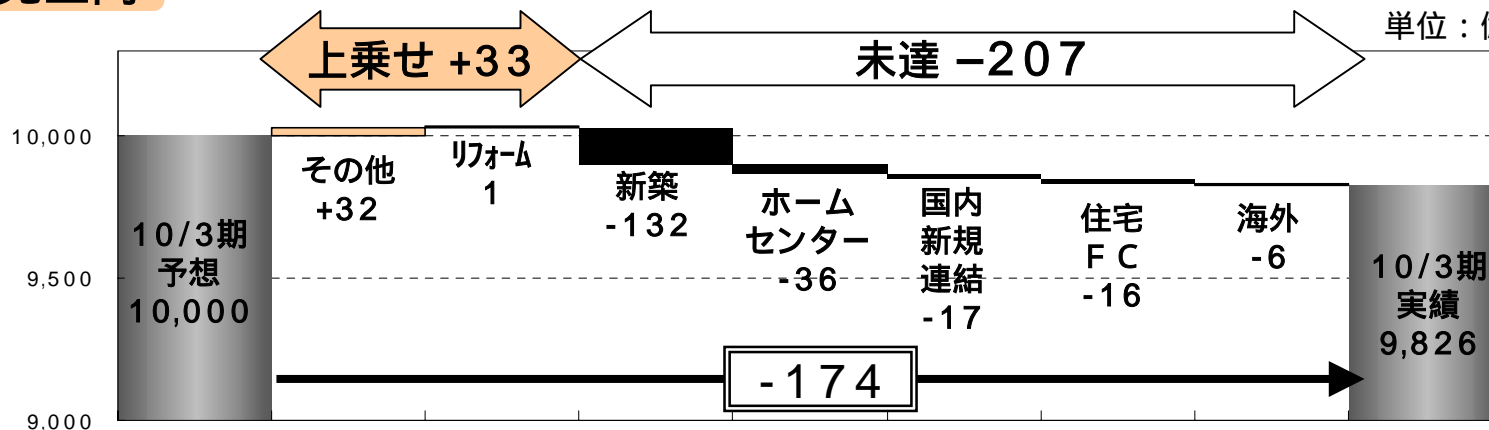 単位：
上乗せ +33
未達 −207
10,000
9,500
9,000
10/3期
予想
10,000
その他
+32
リフォーム
1
新築
-132
ホーム
センター
-36
国内
新規
連結
-17
住宅
ＦＣ
-16
海外
-6
10/3期
実績
9,826
-174